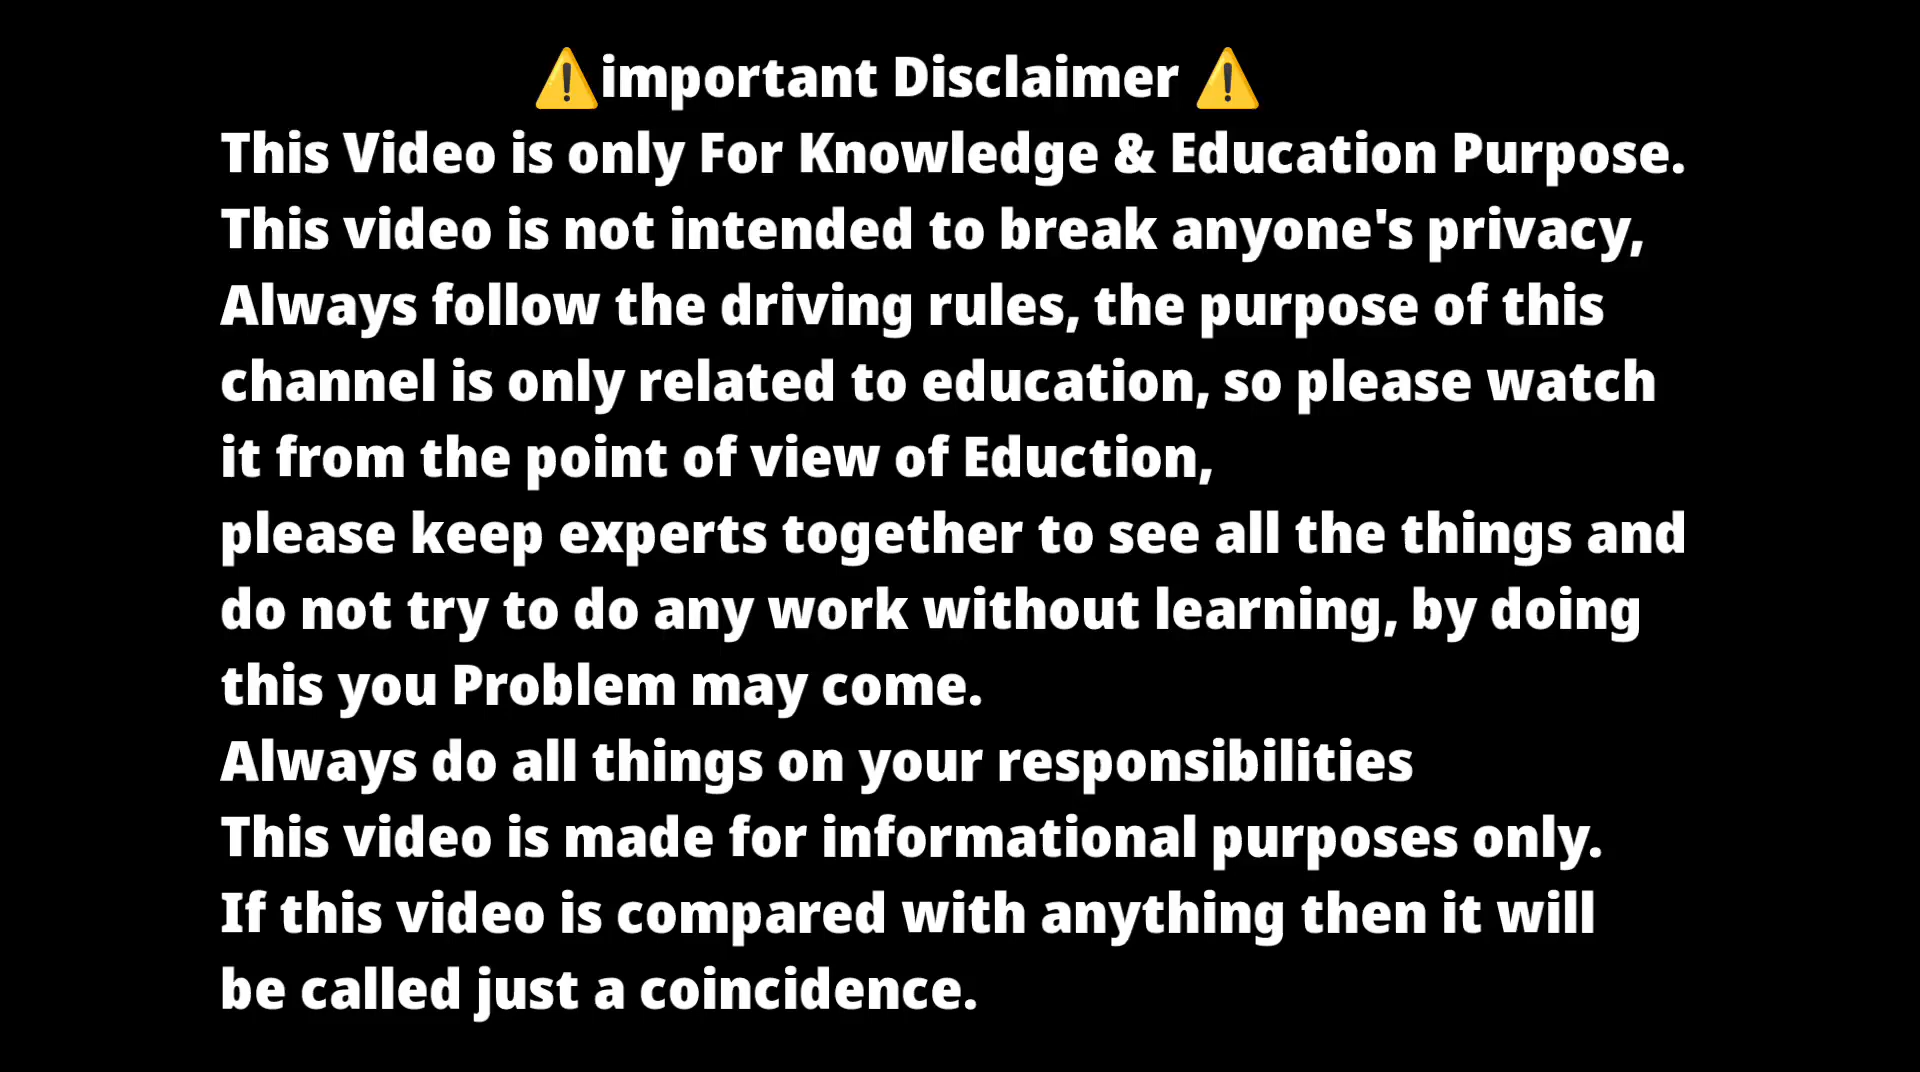 ⚠️important Disclaimer ⚠️
This Video is only For Knowledge & Education Purpose.
This video is not intended to break anyone's privacy,
Always follow the driving rules, the purpose of this
channel is only related to education, so please watch
it from the point of view of Eduction,
please keep experts together to see all the things and
do not try to do any work without learning, by doing
this you Problem may come.
Always do all things on your responsibilities
This video is made for informational purposes only.
If this video is compared with anything then it will
be called just a coincidence.